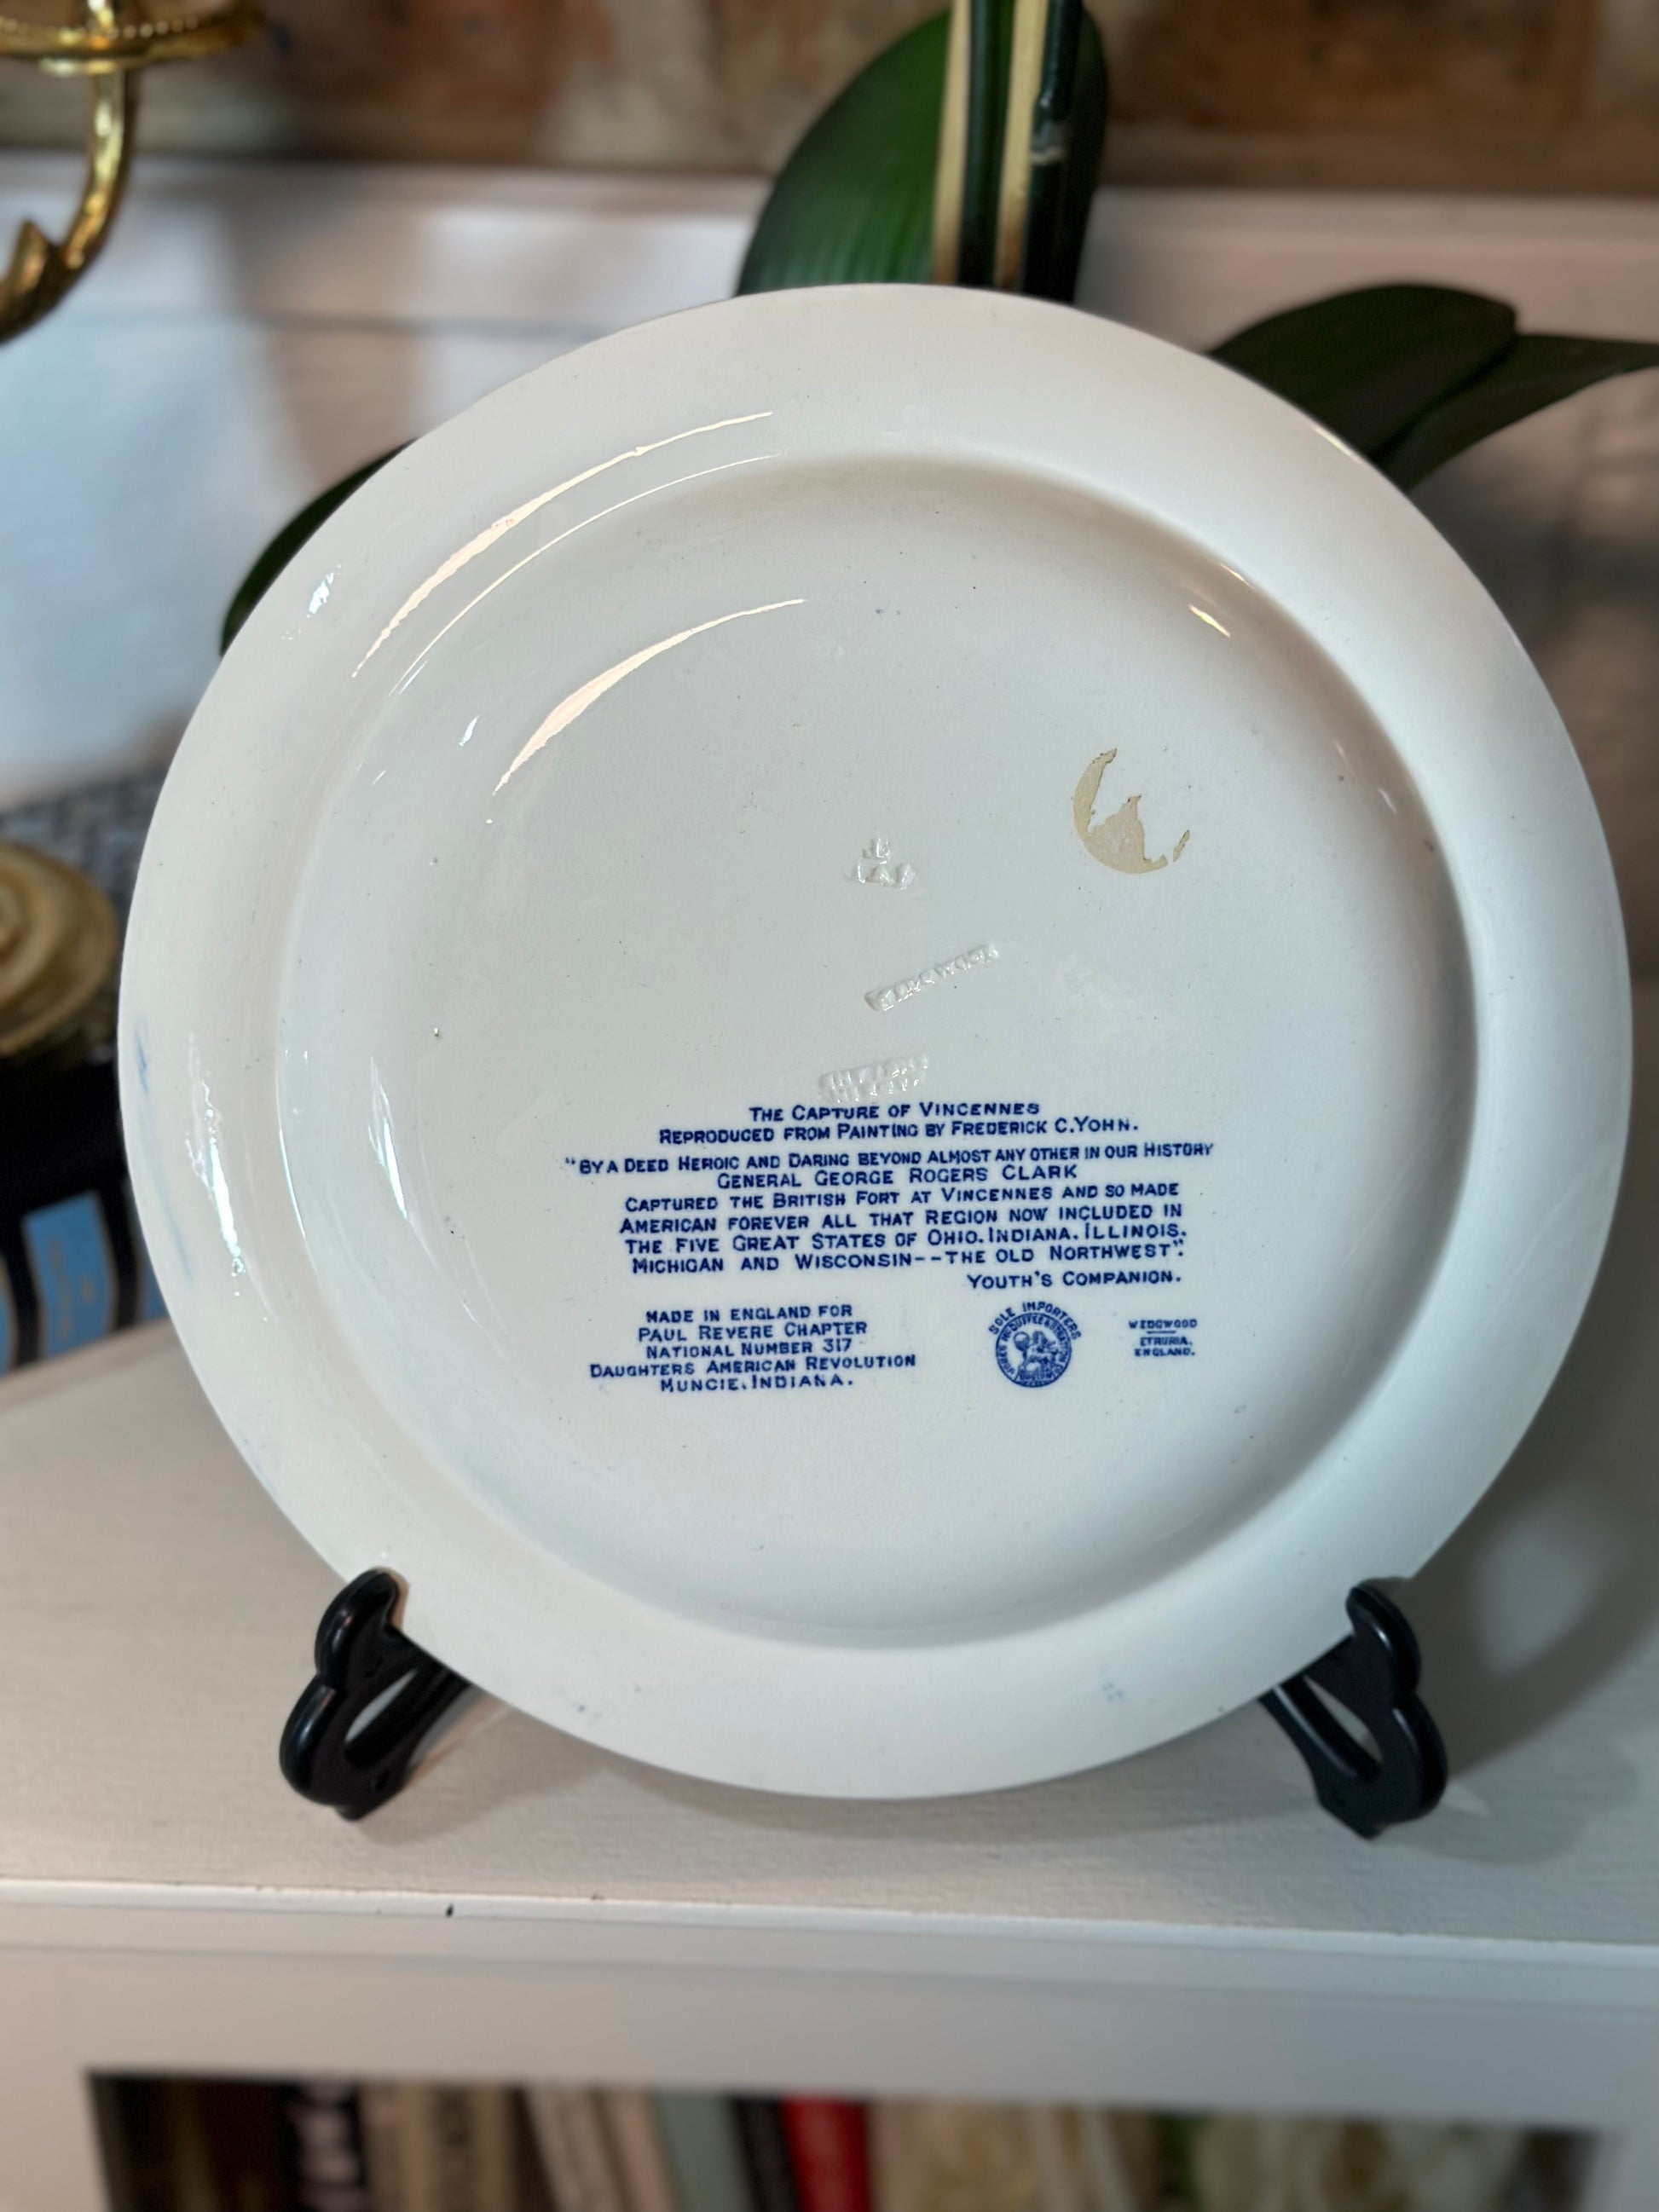 WEDGWOOD
THE CAPTURE OF VINCENNES
REPRODUCED FROM PAINTING BY FREDERICK C. YOHN.
"BY A DEED HEROIC AND DARING BEYOND ALMOST ANY OTHER IN OUR HISTORY
GENERAL GEORGE ROGERS CLARK
CAPTURED THE BRITISH FORT AT VINCENNES AND SO MADE
AMERICAN FOREVER ALL THAT REGION NOW INCLUDED IN
THE FIVE GREAT STATES OF OHIO, INDIANA, ILLINOIS,
MICHIGAN AND WISCONSIN--THE OLD NORTHWEST".
YOUTH'S COMPANION.
MADE IN ENGLAND FOR
PAUL REVERE CHAPTER
NATIONAL NUMBER 317
DAUGHTERS AMERICAN REVOLUTION
MUNCIE, INDIANA.
SOLE IMPORTERS
JONES MCDUFFEE & STRATTON
WEDGWOOD
ETRURIA,
ENGLAND.